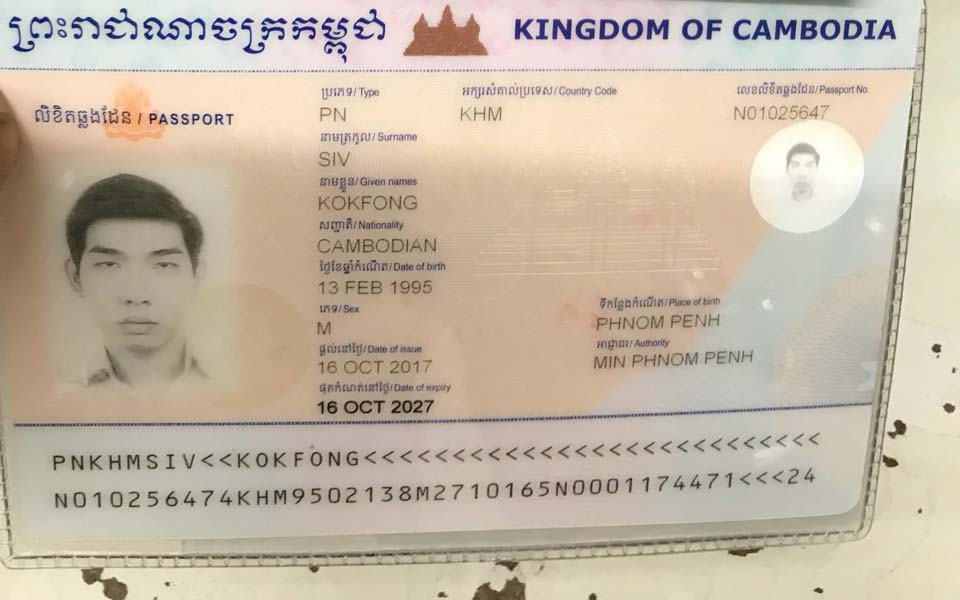 ព្រះរាជាណាចក្រកម្ពុជា KINGDOM OF CAMBODIA
លិខិតឆ្លងដែន / PASSPORT
ប្រភេទ/ Type
PN
អក្សរសំគាល់ប្រទេស/ Country Code
KHM
លេខលិខិតឆ្លងដែន/ Passport No.
N01025647
នាមត្រកូល/ Surname
SIV
នាមខ្លួន/ Given names
KOKFONG
សញ្ជាតិ/ Nationality
CAMBODIAN
ថ្ងៃខែឆ្នាំកំណើត/ Date of birth
13 FEB 1995
ភេទ/ Sex
M
ទីកន្លែងកំណើត/ Place of birth
PHNOM PENH
ផ្តល់នៅថ្ងៃ/ Date of issue
16 OCT 2017
អាជ្ញាធរ/ Authority
MIN PHNOM PENH
ផុតកំណត់នៅថ្ងៃ/ Date of expiry
16 OCT 2027
PNKHMSIV<<KOKFONG<<<<<<<<<<<<<<<<<<<<<<<<<<<
N010256474KHM9502138M2710165N0001174471<<<24